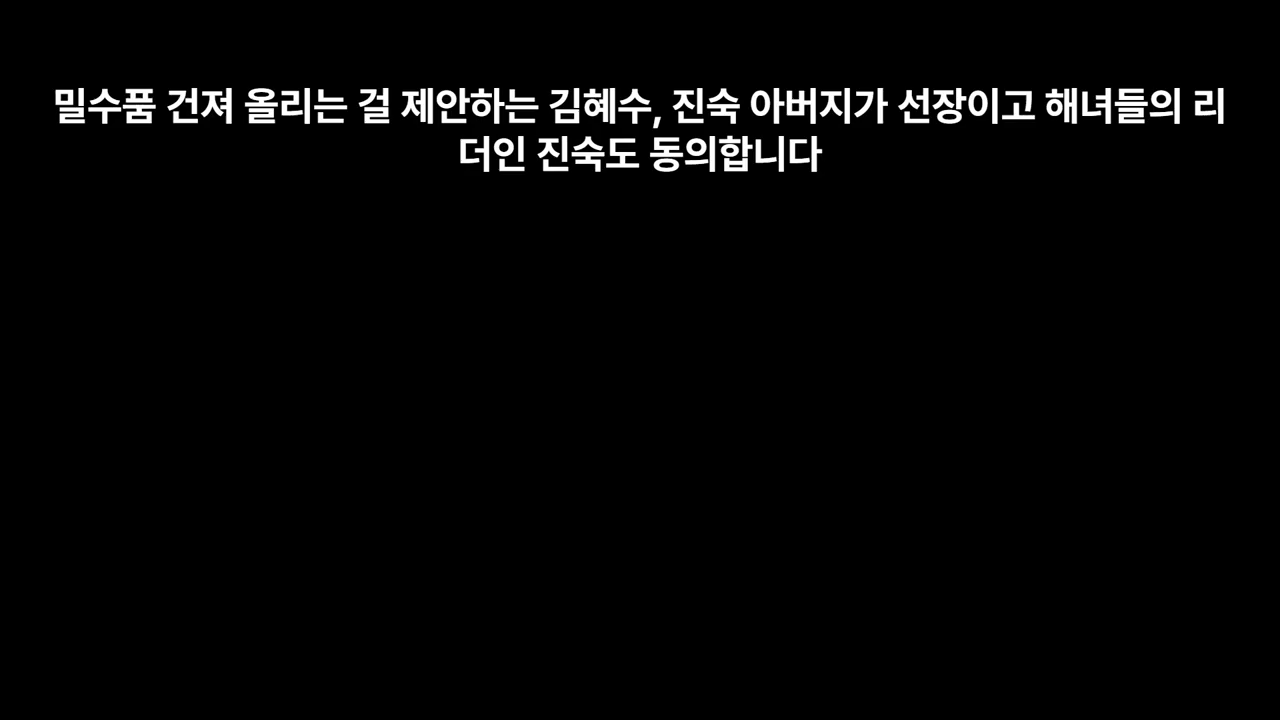 밀수품 건져 올리는 걸 제안하는 김혜수, 진숙 아버지가 선장이고 해녀들의 리
더인 진숙도 동의합니다